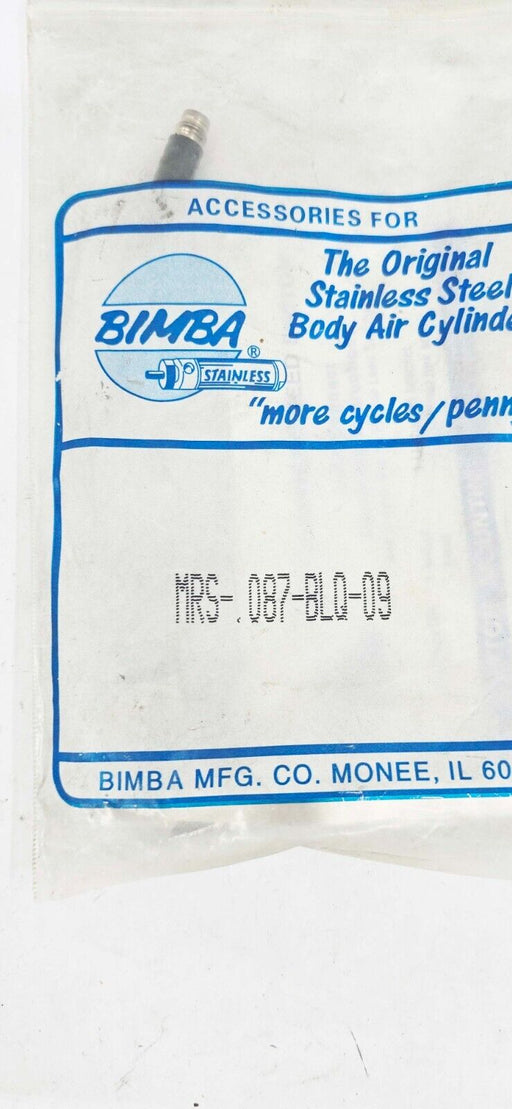 ACCESSORIES FOR
The Original
Stainless Steel
Body Air Cylinde
BIMBA
®
STAINLESS
"more cycles/penn
MRS-.087-BLQ-09
BIMBA MFG. CO. MONEE, IL 60